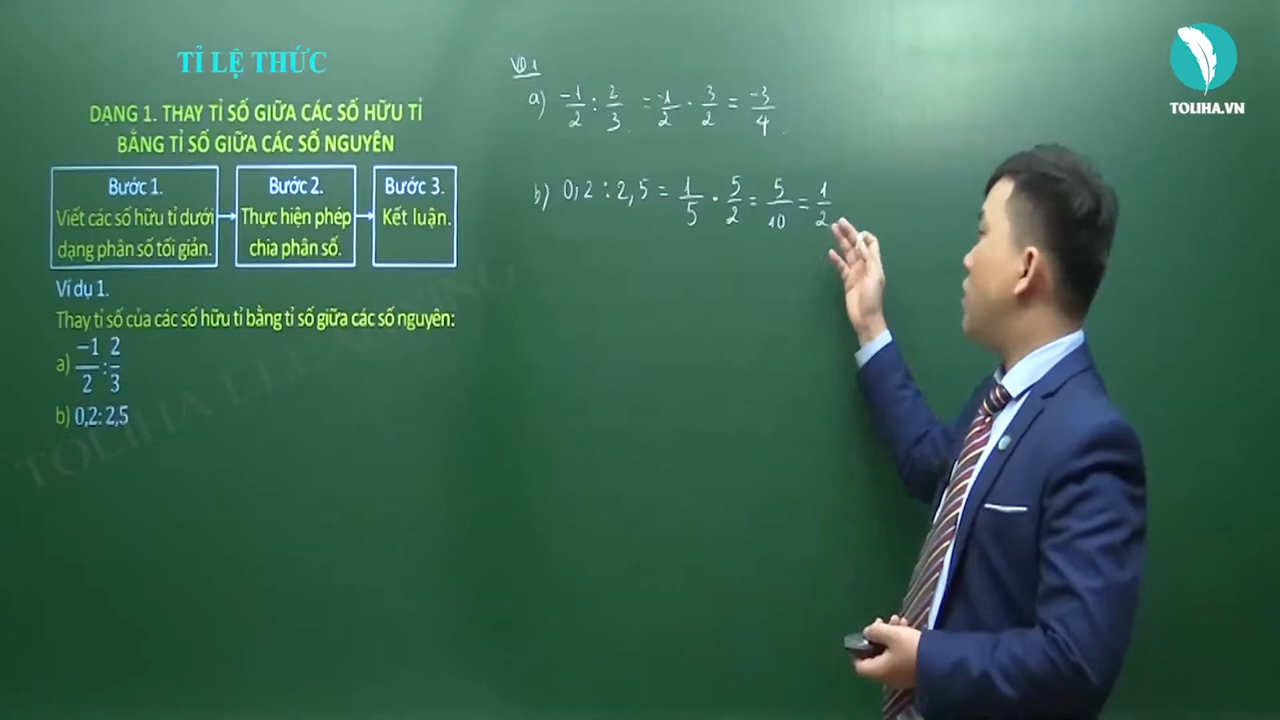 TỈ LỆ THỨC
DẠNG 1. THAY TỈ SỐ GIỮA CÁC SỐ HỮU TỈ
BẰNG TỈ SỐ GIỮA CÁC SỐ NGUYÊN
Bước 1.
Viết các số hữu tỉ dưới
dạng phân số tối giản.
Bước 2.
Thực hiện phép
chia phân số.
Bước 3.
Kết luận.
Ví dụ 1.
Thay tỉ số của các số hữu tỉ bằng tỉ số giữa các số nguyên:
a) −1/2 : 2/3
b) 0,2: 2,5
VD 1
a) −1/2 : 2/3 = −1/2 . 3/2 = −3/4
b) 0,2 : 2,5 = 1/5 . 5/2 = 5/10 = 1/2
TOLIHA.VN